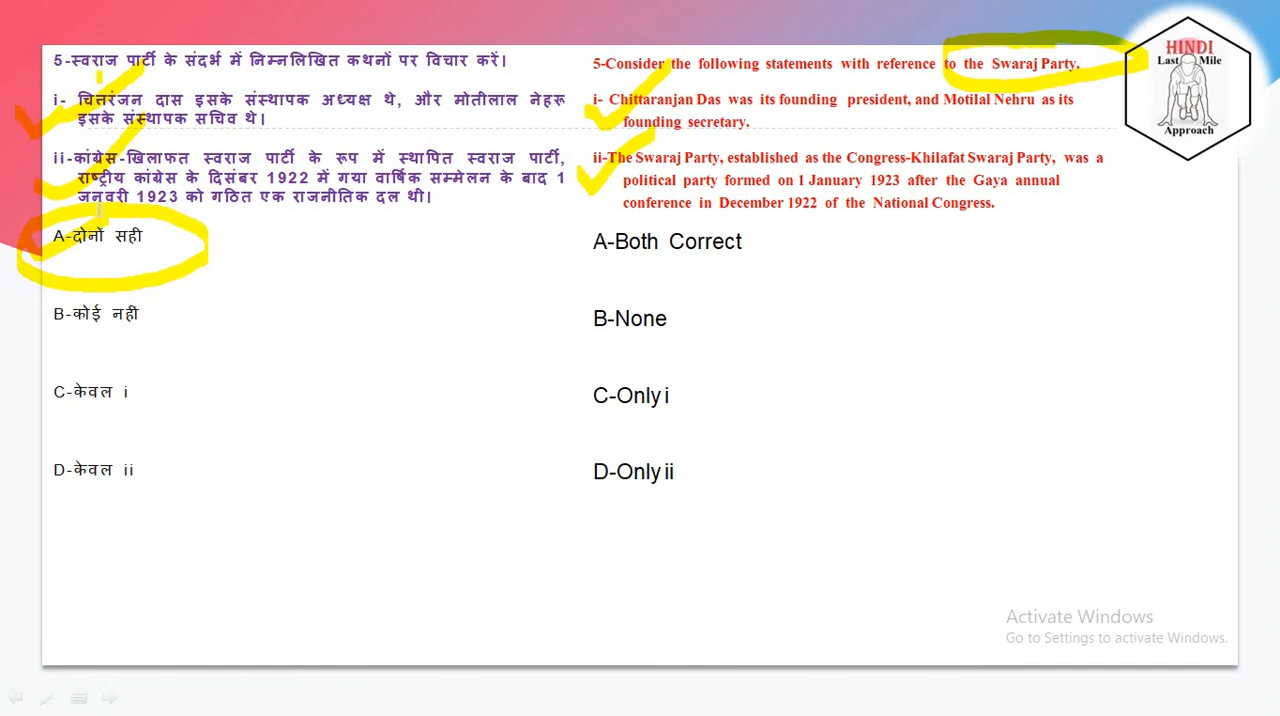 5-स्वराज पार्टी के संदर्भ में निम्नलिखित कथनों पर विचार करें।
i- चित्तरंजन दास इसके संस्थापक अध्यक्ष थे, और मोतीलाल नेहरू
इसके संस्थापक सचिव थे।
ii-कांग्रेस-खिलाफत स्वराज पार्टी के रूप में स्थापित स्वराज पार्टी,
राष्ट्रीय कांग्रेस के दिसंबर 1922 में गया वार्षिक सम्मेलन के बाद 1
जनवरी 1923 को गठित एक राजनीतिक दल थी।
A-दोनों सही
B-कोई नहीं
C-केवल i
D-केवल ii
5-Consider the following statements with reference to the Swaraj Party.
i- Chittaranjan Das was its founding president, and Motilal Nehru as its
founding secretary.
ii-The Swaraj Party, established as the Congress-Khilafat Swaraj Party, was a
political party formed on 1 January 1923 after the Gaya annual
conference in December 1922 of the National Congress.
A-Both Correct
B-None
C-Only i
D-Only ii
HINDI
Last Mile
Approach
Activate Windows
Go to Settings to activate Windows.